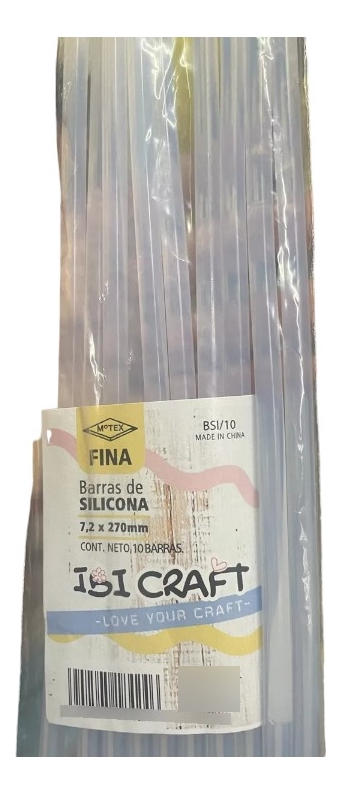 MOTEX
FINA
BSI/10
MADE IN CHINA
Barras de
SILICONA
7,2 x 270mm
CONT. NETO,10 BARRAS.
IBI CRAFT
-LOVE YOUR CRAFT-